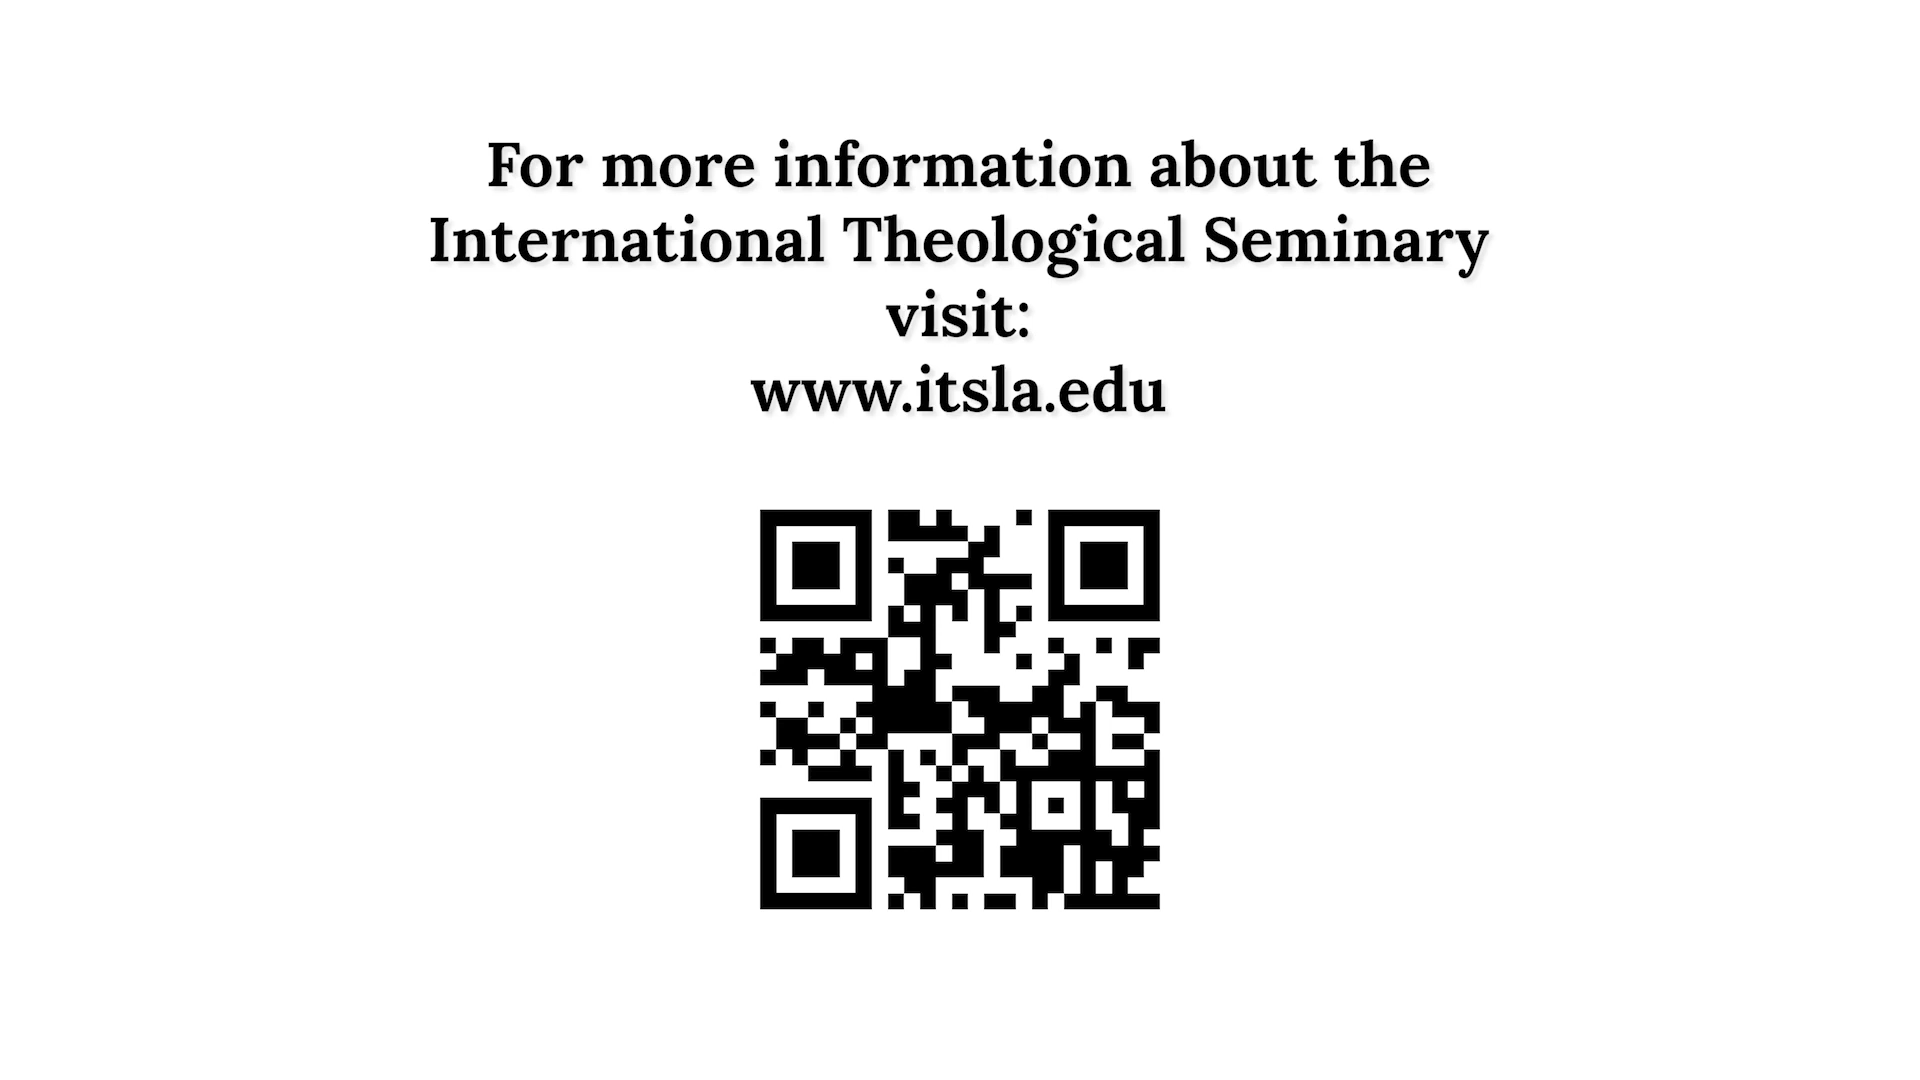 For more information about the
International Theological Seminary
visit:
www.itsla.edu